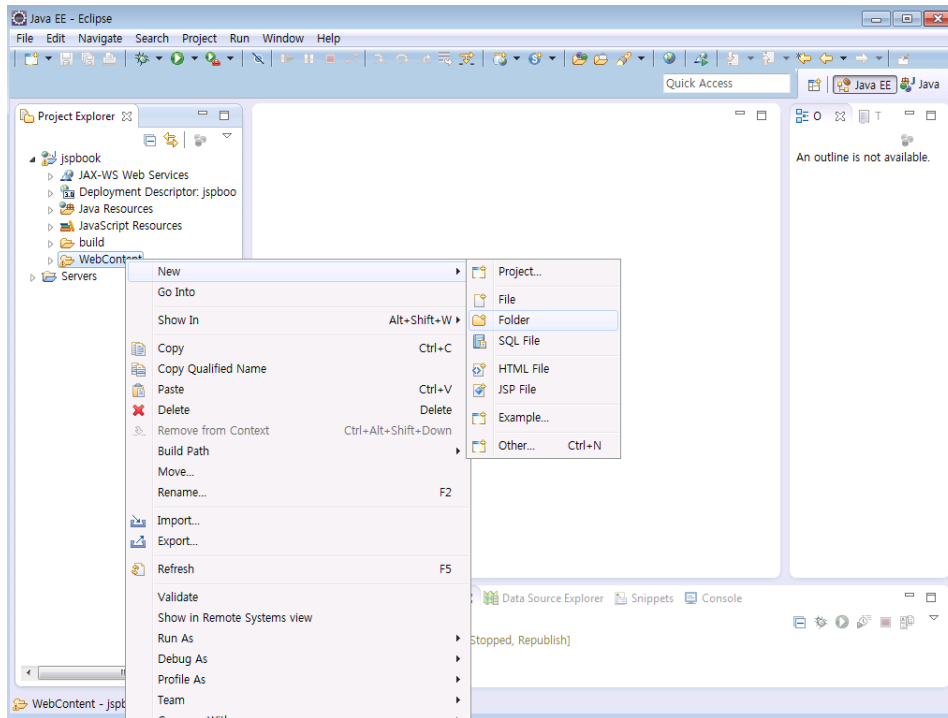 Java EE - Eclipse
File Edit Navigate Search Project Run Window Help
Quick Access
Java EE
Java
Project Explorer
jspbook
JAX-WS Web Services
Deployment Descriptor: jspboo
Java Resources
JavaScript Resources
build
WebContent
Servers
O
T
An outline is not available.
New
Go Into
Show In Alt+Shift+W
Copy Ctrl+C
Copy Qualified Name
Paste Ctrl+V
Delete Delete
Remove from Context Ctrl+Alt+Shift+Down
Build Path
Move...
Rename... F2
Import...
Export...
Refresh F5
Validate
Show in Remote Systems view
Run As
Debug As
Profile As
Team
Project...
File
Folder
SQL File
HTML File
JSP File
Example...
Other... Ctrl+N
Data Source Explorer Snippets Console
Stopped, Republish]
WebContent - jspb